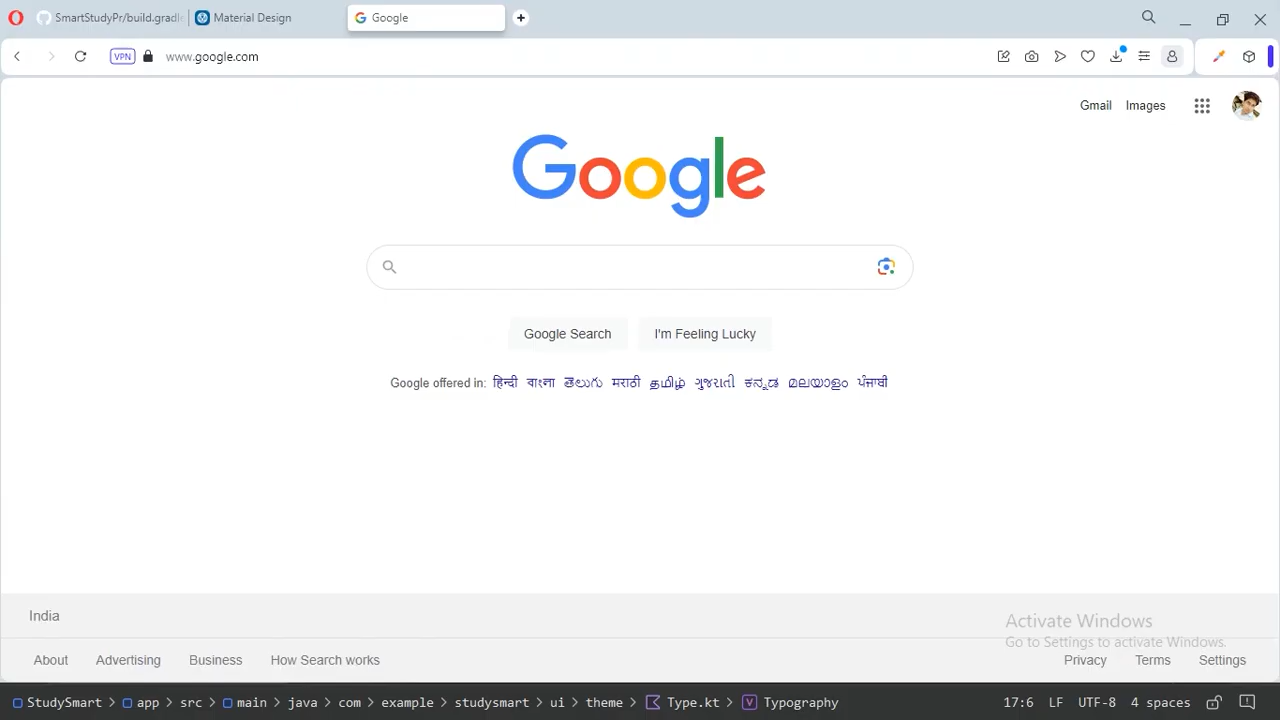 SmartStudyPr/build.gradle
Material Design
Google
VPN
www.google.com
Gmail Images
Google
Google Search I'm Feeling Lucky
Google offered in: हिन्दी বাংলা తెలుగు मराठी தமிழ் ગુજરાતી ಕನ್ನಡ മലയാളം ਪੰਜਾਬੀ
India
Activate Windows
Go to Settings to activate Windows.
About Advertising Business How Search works Privacy Terms Settings
StudySmart > app > src > main > java > com > example > studysmart > ui > theme > Type.kt > Typography 17:6 LF UTF-8 4 spaces